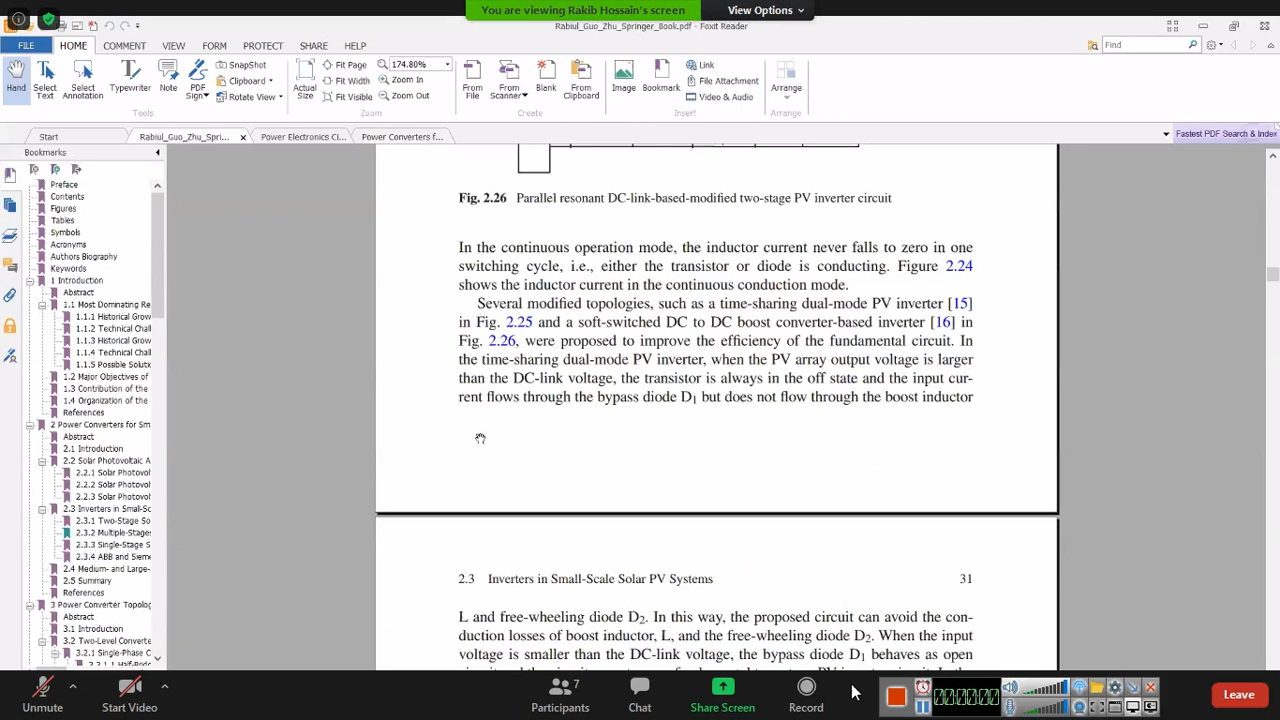 You are viewing Rakib Hossain's screen
View Options
Rabiul_Guo_Zhu_Springer_Book.pdf - Foxit Reader
FILE
HOME
COMMENT
VIEW
FORM
PROTECT
SHARE
HELP
Find
Hand
Select
Text
Select
Annotation
SnapShot
Clipboard
Rotate View
Tools
Typewriter
Note
PDF
Sign
Actual
Size
Fit Page
Fit Width
Fit Visible
174.80%
Zoom In
Zoom Out
Zoom
From
File
From
Scanner
Blank
From
Clipboard
Create
Image
Bookmark
Link
File Attachment
Video & Audio
Insert
Arrange
Arrange
Start
Rabiul_Guo_Zhu_Spri...
Power Electronics Ci...
Power Converters f...
Fastest PDF Search & Index
Bookmarks
Preface
Contents
Figures
Tables
Symbols
Acronyms
Authors Biography
Keywords
1 Introduction
Abstract
1.1 Most Dominating Re
1.1.1 Historical Grow
1.1.2 Technical Chall
1.1.3 Historical Grow
1.1.4 Technical Chall
1.1.5 Possible Soluti
1.2 Major Objectives of
1.3 Contribution of the
1.4 Organization of the
References
2 Power Converters for Sm
Abstract
2.1 Introduction
2.2 Solar Photovoltaic A
2.2.1 Solar Photovol
2.2.2 Solar Photovol
2.2.3 Solar Photovol
2.3 Inverters in Small-Sc
2.3.1 Two-Stage So
2.3.2 Multiple-Stages
2.3.3 Single-Stage S
2.3.4 ABB and Sieme
2.4 Medium- and Large-
2.5 Summary
References
3 Power Converter Topolog
Abstract
3.1 Introduction
3.2 Two-Level Converte
3.2.1 Single-Phase C
Fig. 2.26 Parallel resonant DC-link-based-modified two-stage PV inverter circuit
In the continuous operation mode, the inductor current never falls to zero in one
switching cycle, i.e., either the transistor or diode is conducting. Figure 2.24
shows the inductor current in the continuous conduction mode.
Several modified topologies, such as a time-sharing dual-mode PV inverter [15]
in Fig. 2.25 and a soft-switched DC to DC boost converter-based inverter [16] in
Fig. 2.26, were proposed to improve the efficiency of the fundamental circuit. In
the time-sharing dual-mode PV inverter, when the PV array output voltage is larger
than the DC-link voltage, the transistor is always in the off state and the input cur-
rent flows through the bypass diode D1 but does not flow through the boost inductor
2.3 Inverters in Small-Scale Solar PV Systems 31
L and free-wheeling diode D2. In this way, the proposed circuit can avoid the con-
duction losses of boost inductor, L, and the free-wheeling diode D2. When the input
voltage is smaller than the DC-link voltage, the bypass diode D1 behaves as open
Unmute
Start Video
7
Participants
Chat
Share Screen
Record
Leave